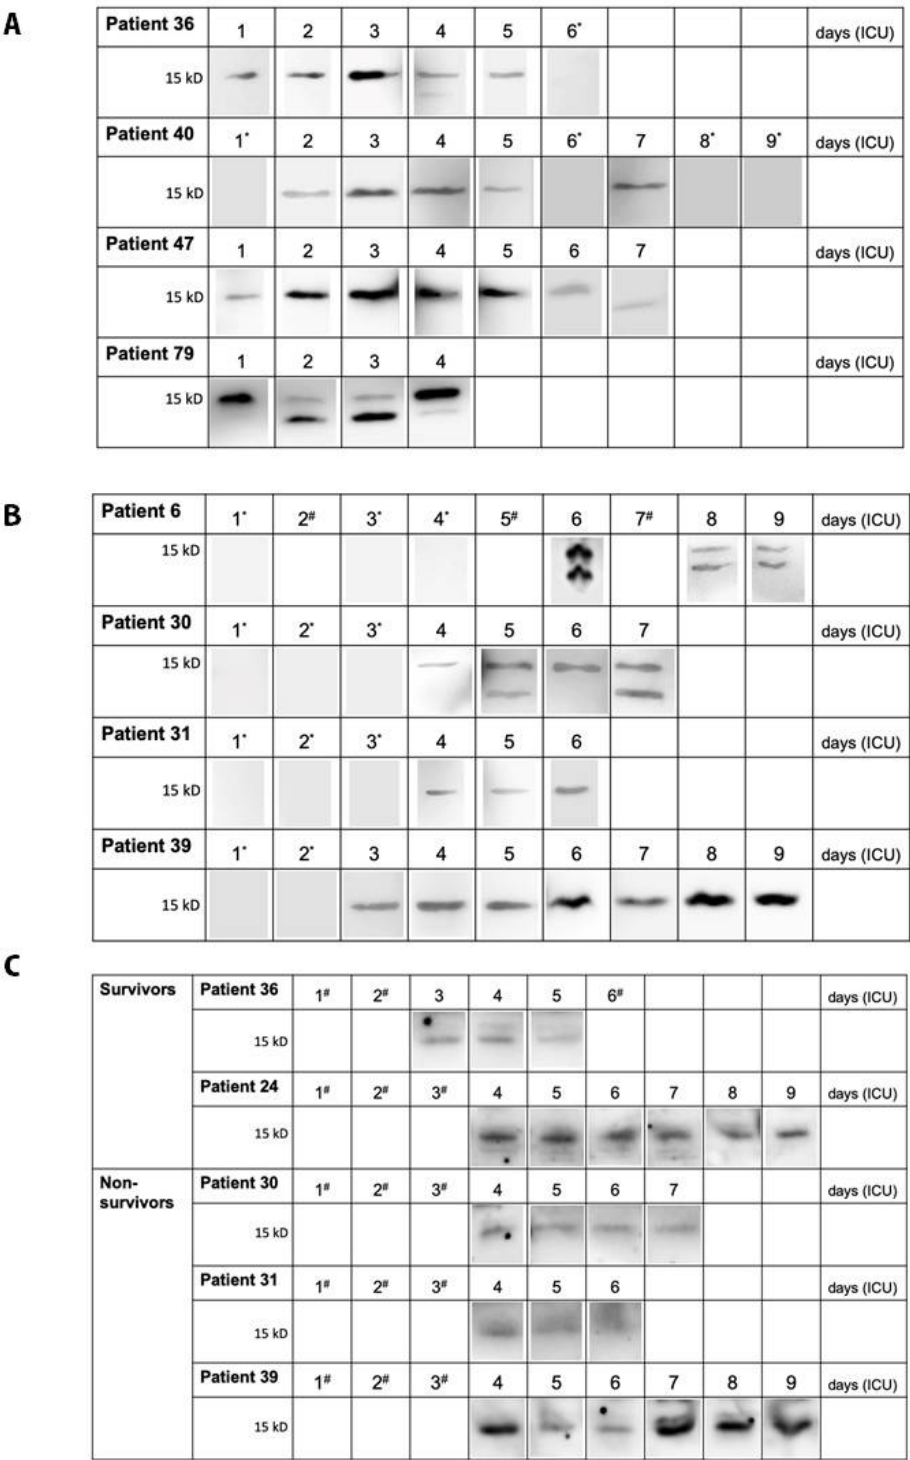 A
Patient 36 1 2 3 4 5 6* days (ICU)
15 kD
Patient 40 1* 2 3 4 5 6* 7 8* 9* days (ICU)
15 kD
Patient 47 1 2 3 4 5 6 7 days (ICU)
15 kD
Patient 79 1 2 3 4 days (ICU)
15 kD
B
Patient 6 1* 2# 3* 4* 5# 6 7# 8 9 days (ICU)
15 kD
Patient 30 1* 2* 3* 4 5 6 7 days (ICU)
15 kD
Patient 31 1* 2* 3* 4 5 6 days (ICU)
15 kD
Patient 39 1* 2* 3 4 5 6 7 8 9 days (ICU)
15 kD
C
Survivors Patient 36 1# 2# 3 4 5 6# days (ICU)
15 kD
Patient 24 1# 2# 3# 4 5 6 7 8 9 days (ICU)
15 kD
Non-
survivors Patient 30 1# 2# 3# 4 5 6 7 days (ICU)
15 kD
Patient 31 1# 2# 3# 4 5 6 days (ICU)
15 kD
Patient 39 1# 2# 3# 4 5 6 7 8 9 days (ICU)
15 kD